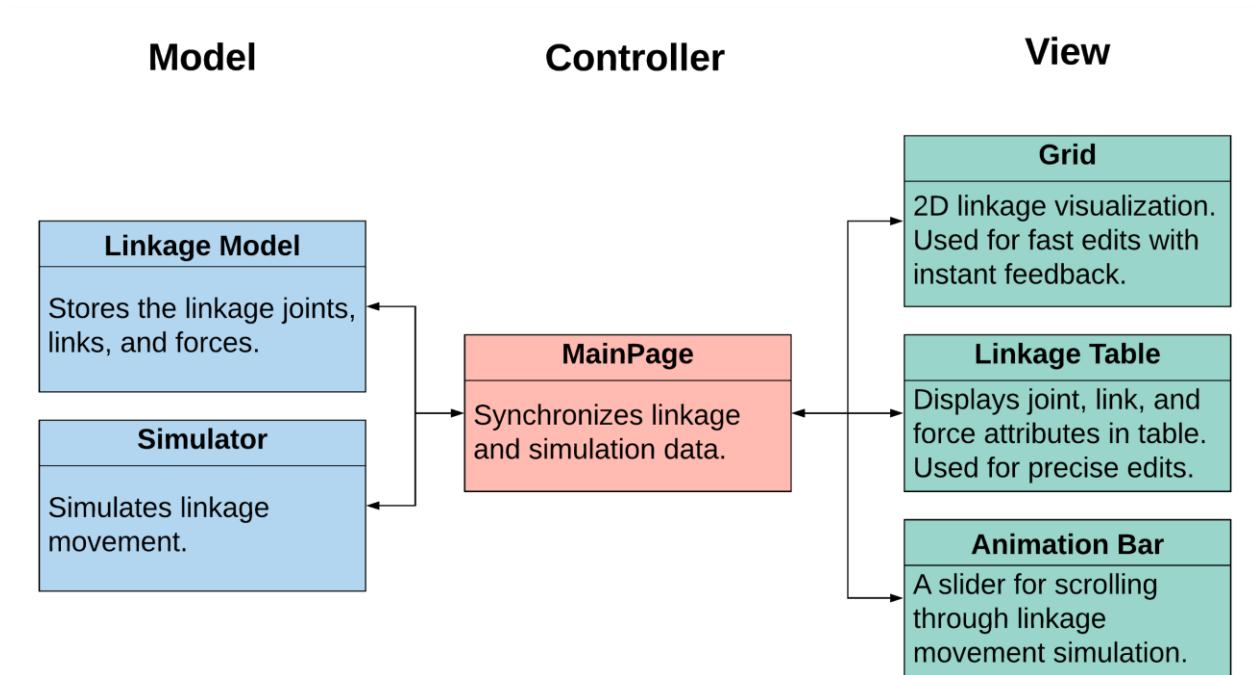 Model
Controller
View
Linkage Model
Stores the linkage joints,
links, and forces.
Simulator
Simulates linkage
movement.
MainPage
Synchronizes linkage
and simulation data.
Grid
2D linkage visualization.
Used for fast edits with
instant feedback.
Linkage Table
Displays joint, link, and
force attributes in table.
Used for precise edits.
Animation Bar
A slider for scrolling
through linkage
movement simulation.